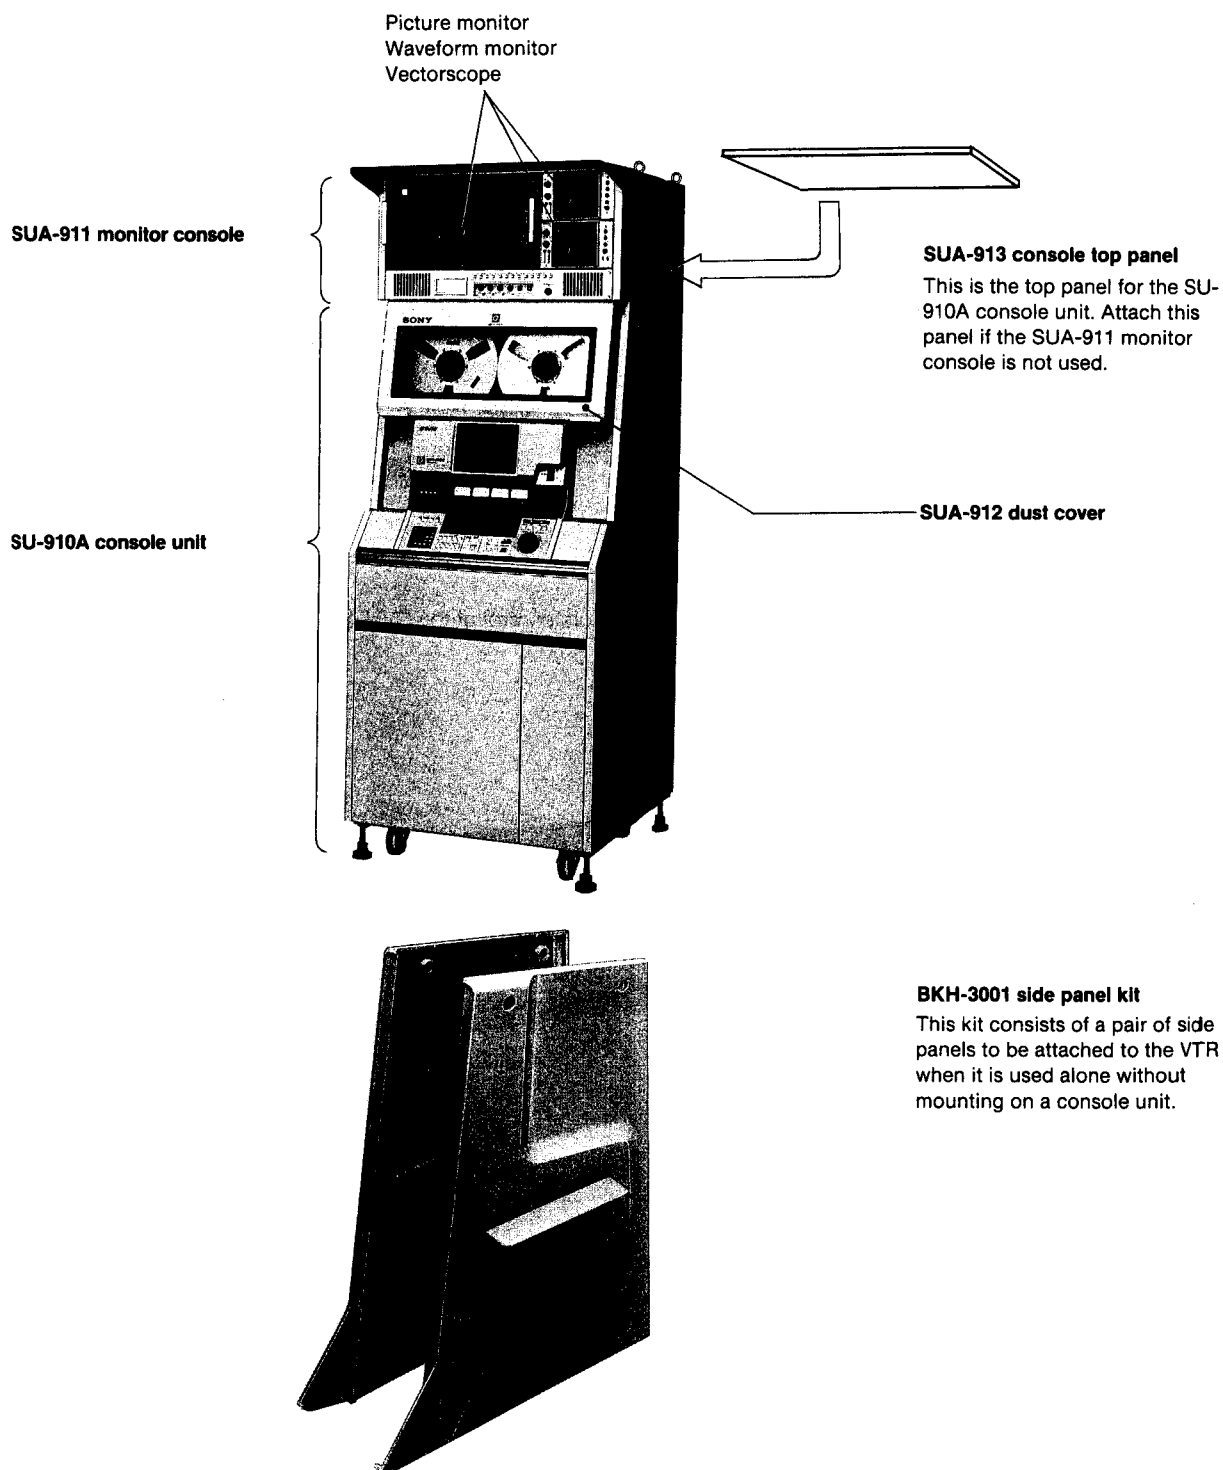 Picture monitor
Waveform monitor
Vectorscope
SUA-911 monitor console
SUA-913 console top panel
This is the top panel for the SU-
910A console unit. Attach this
panel if the SUA-911 monitor
console is not used.
SONY
SUA-912 dust cover
SU-910A console unit
BKH-3001 side panel kit
This kit consists of a pair of side
panels to be attached to the VTR
when it is used alone without
mounting on a console unit.